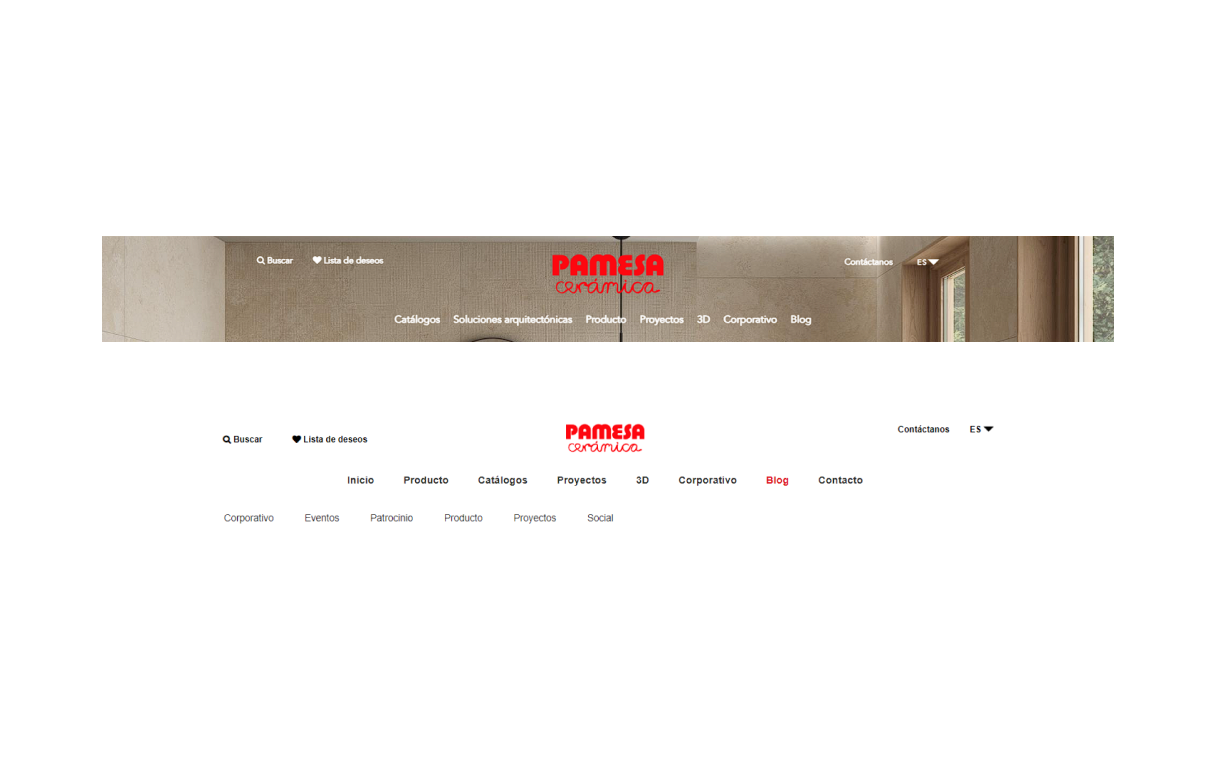 Buscar Lista de deseos PAMESA cerámica Contáctanos ES
Catálogos Soluciones arquitectónicas Producto Proyectos 3D Corporativo Blog
Buscar Lista de deseos PAMESA cerámica Contáctanos ES
Inicio Producto Catálogos Proyectos 3D Corporativo Blog Contacto
Corporativo Eventos Patrocinio Producto Proyectos Social